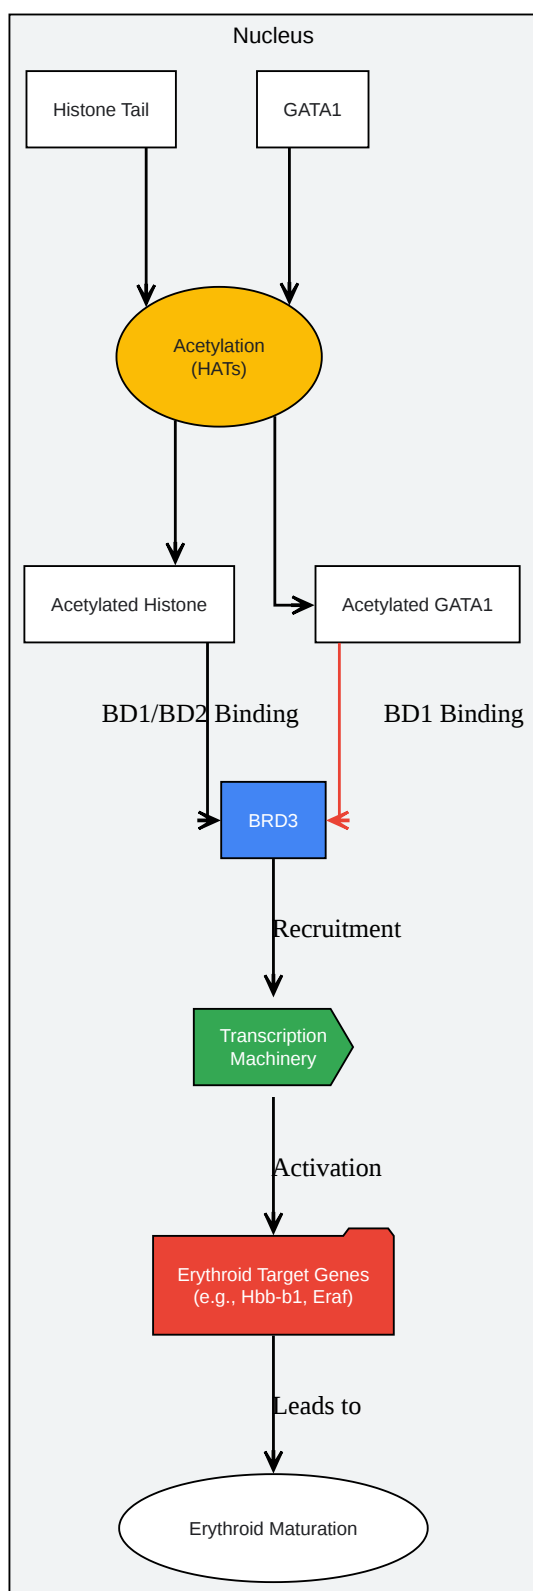 Nucleus
Histone Tail
GATA1
Acetylation
(HATs)
Acetylated Histone
Acetylated GATA1
BD1/BD2 Binding
BD1 Binding
BRD3
Recruitment
Transcription
Machinery
Activation
Erythroid Target Genes
(e.g., Hbb-b1, Eraf)
Leads to
Erythroid Maturation